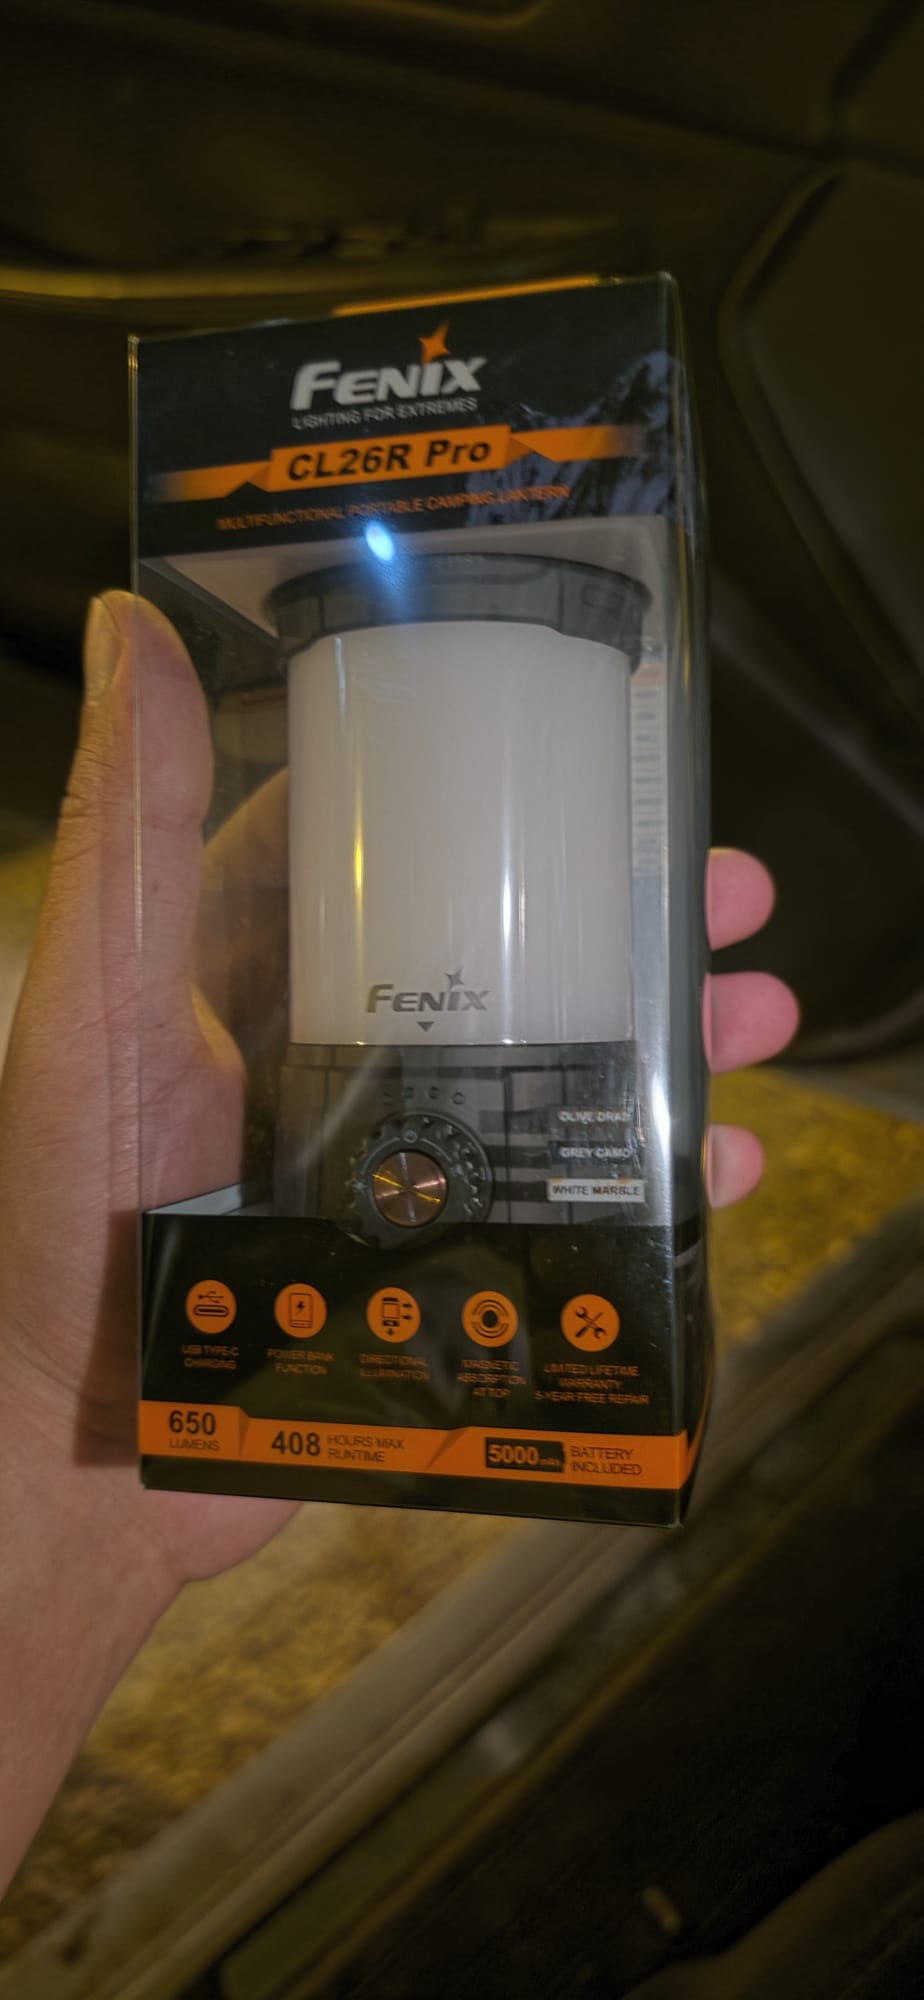 FENIX
LIGHTING FOR EXTREMES
CL26R Pro
MULTIFUNCTIONAL PORTABLE CAMPING LANTERN
FENIX
OLIVE DRAB
GREY CAMO
WHITE MARBLE
USB TYPE-C
CHARGING
POWER BANK
FUNCTION
DIRECTIONAL
ILLUMINATION
MAGNETIC
ABSORPTION
AT TOP
LIMITED LIFETIME
WARRANTY,
5-YEAR FREE REPAIR
650
LUMENS
408 HOURS MAX
RUNTIME
5000mAh BATTERY
INCLUDED